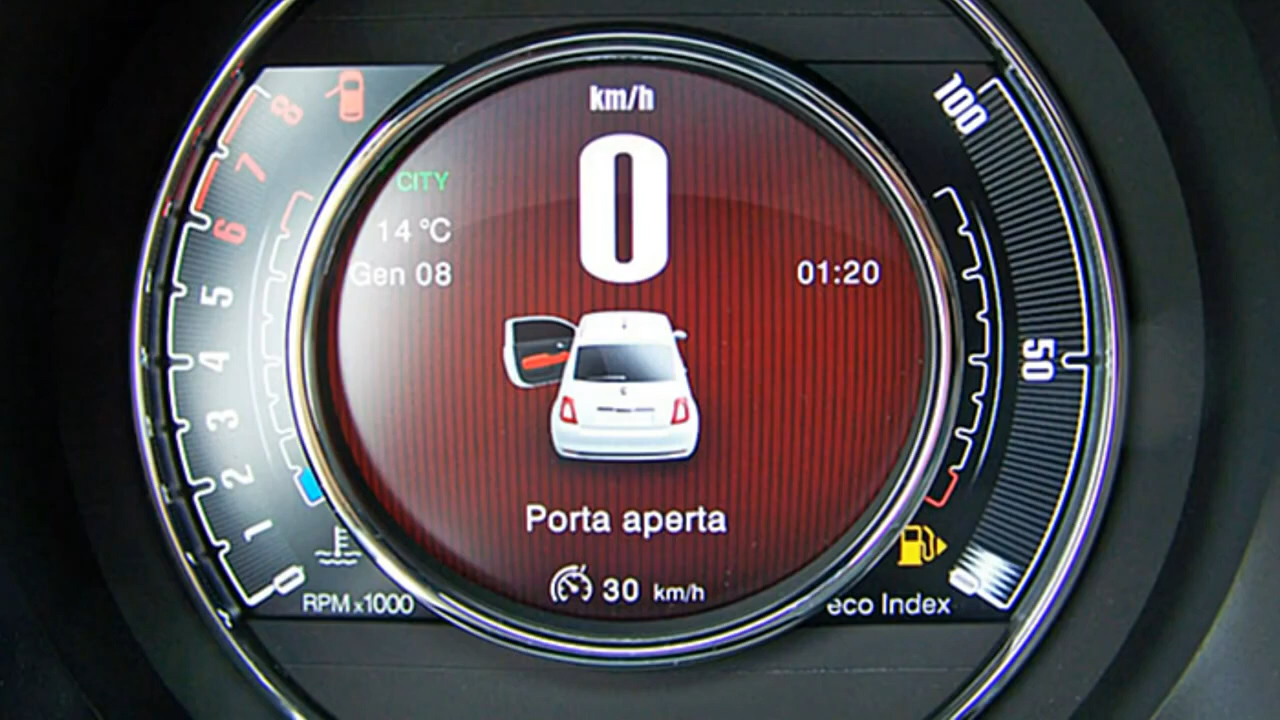 km/h
0
CITY
14 °C
Gen 08
01:20
Porta aperta
30 km/h
8
7
6
5
4
3
2
1
0
RPM x1000
100
50
0
eco Index